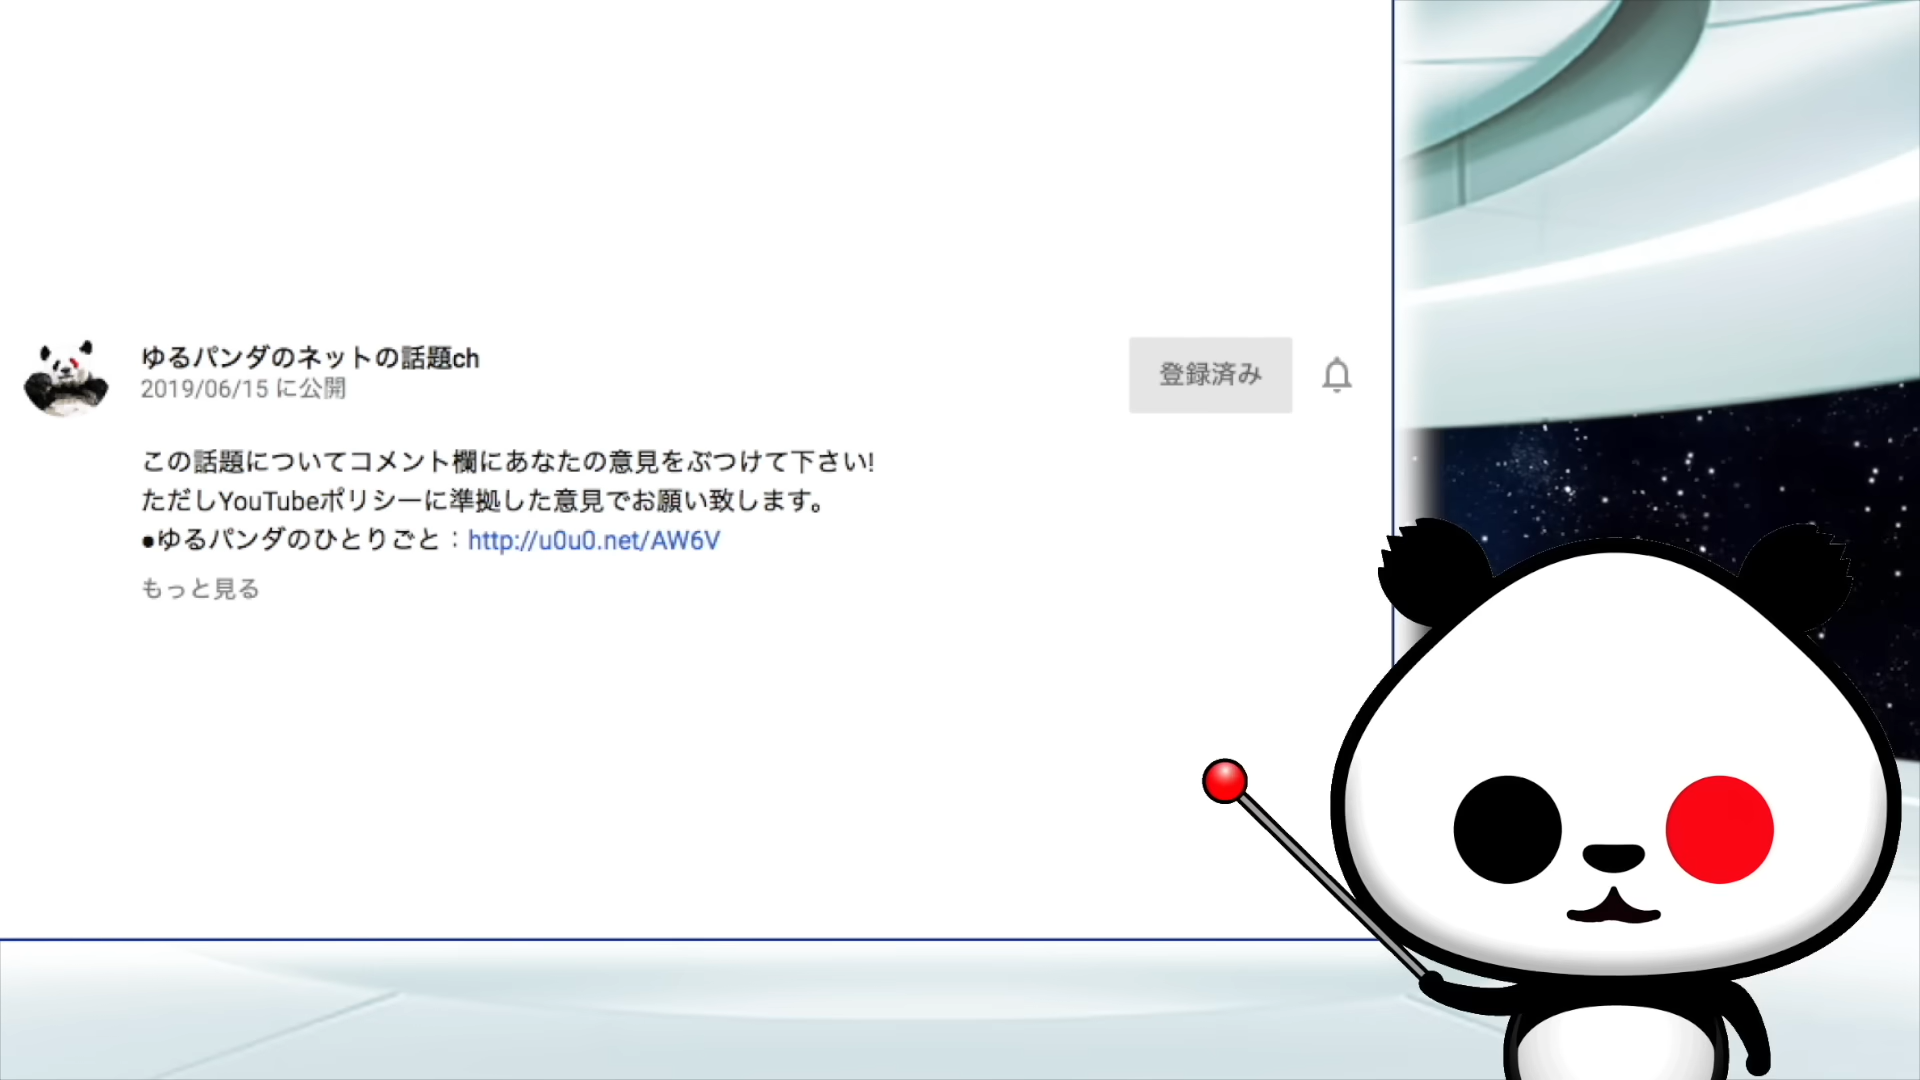 ゆるパンダのネットの話題ch
2019/06/15 に公開
登録済み
この話題についてコメント欄にあなたの意見をぶつけて下さい!
ただしYouTubeポリシーに準拠した意見でお願い致します。
●ゆるパンダのひとりごと：http://u0u0.net/AW6V
もっと見る